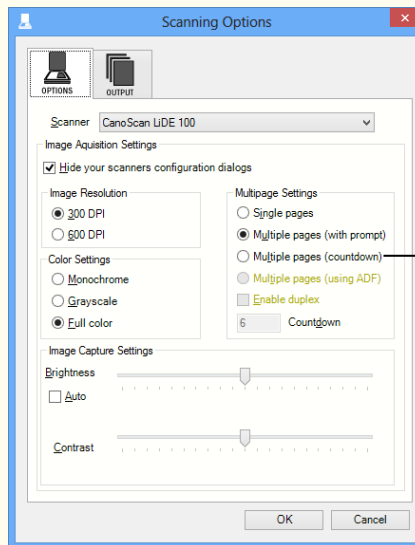 Scanning Options
OPTIONS
OUTPUT
Scanner CanoScan LiDE 100
Image Aquisition Settings
Hide your scanners configuration dialogs
Image Resolution
300 DPI
600 DPI
Color Settings
Monochrome
Grayscale
Full color
Multipage Settings
Single pages
Multiple pages (with prompt)
Multiple pages (countdown)
Multiple pages (using ADF)
Enable duplex
6 Countdown
Image Capture Settings
Brightness
Auto
Contrast
OK Cancel